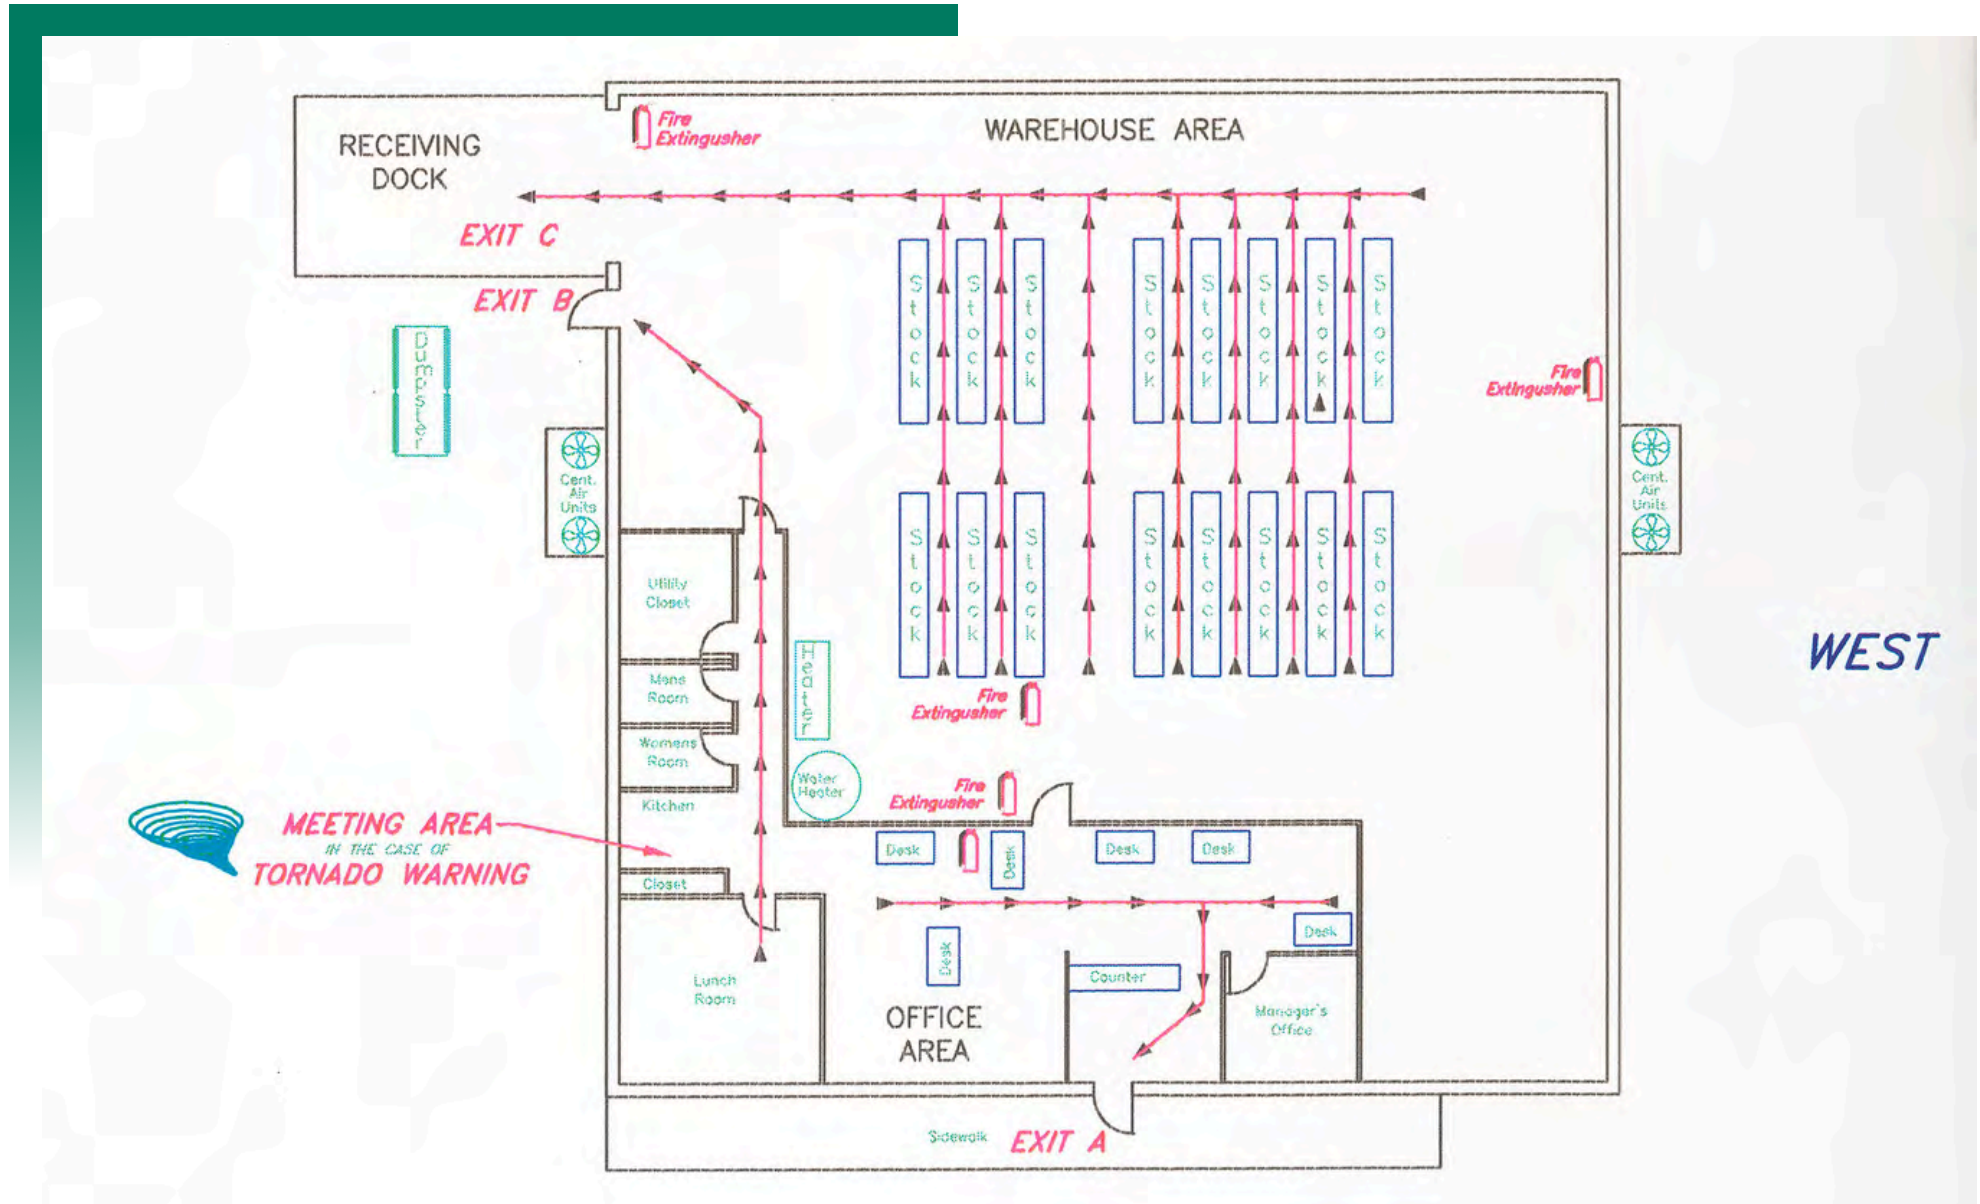 WAREHOUSE AREA
Fire
Extingusher
RECEIVING
DOCK
EXIT C
EXIT B
Dumpster
Stock
Stock
Stock
Stock
Stock
Stock
Stock
Stock
Fire
Extingusher
Cent.
Air
Units
Cent.
Air
Units
Stock
Stock
Stock
Stock
Stock
Stock
Stock
Stock
Utility
Closet
WEST
Heater
Mens
Room
Fire
Extingusher
Womens
Room
Water
Heater
Fire
Extingusher
Kitchen
MEETING AREA
IN THE CASE OF
TORNADO WARNING
Closet
Desk
Desk
Desk
Desk
Desk
Desk
Lunch
Room
Counter
OFFICE
AREA
Manager's
Office
Sidewalk
EXIT A